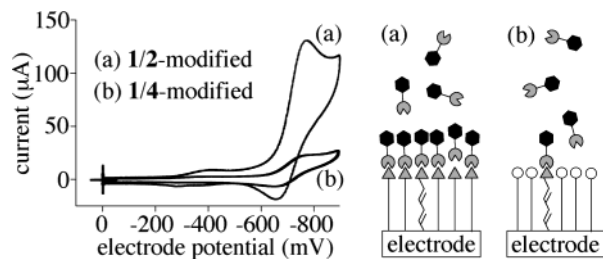 150
100
50
0
current (μA)
(a) 1/2-modified
(b) 1/4-modified
(a)
(b)
0 -200 -400 -600 -800
electrode potential (mV)
(a)
electrode
(b)
electrode